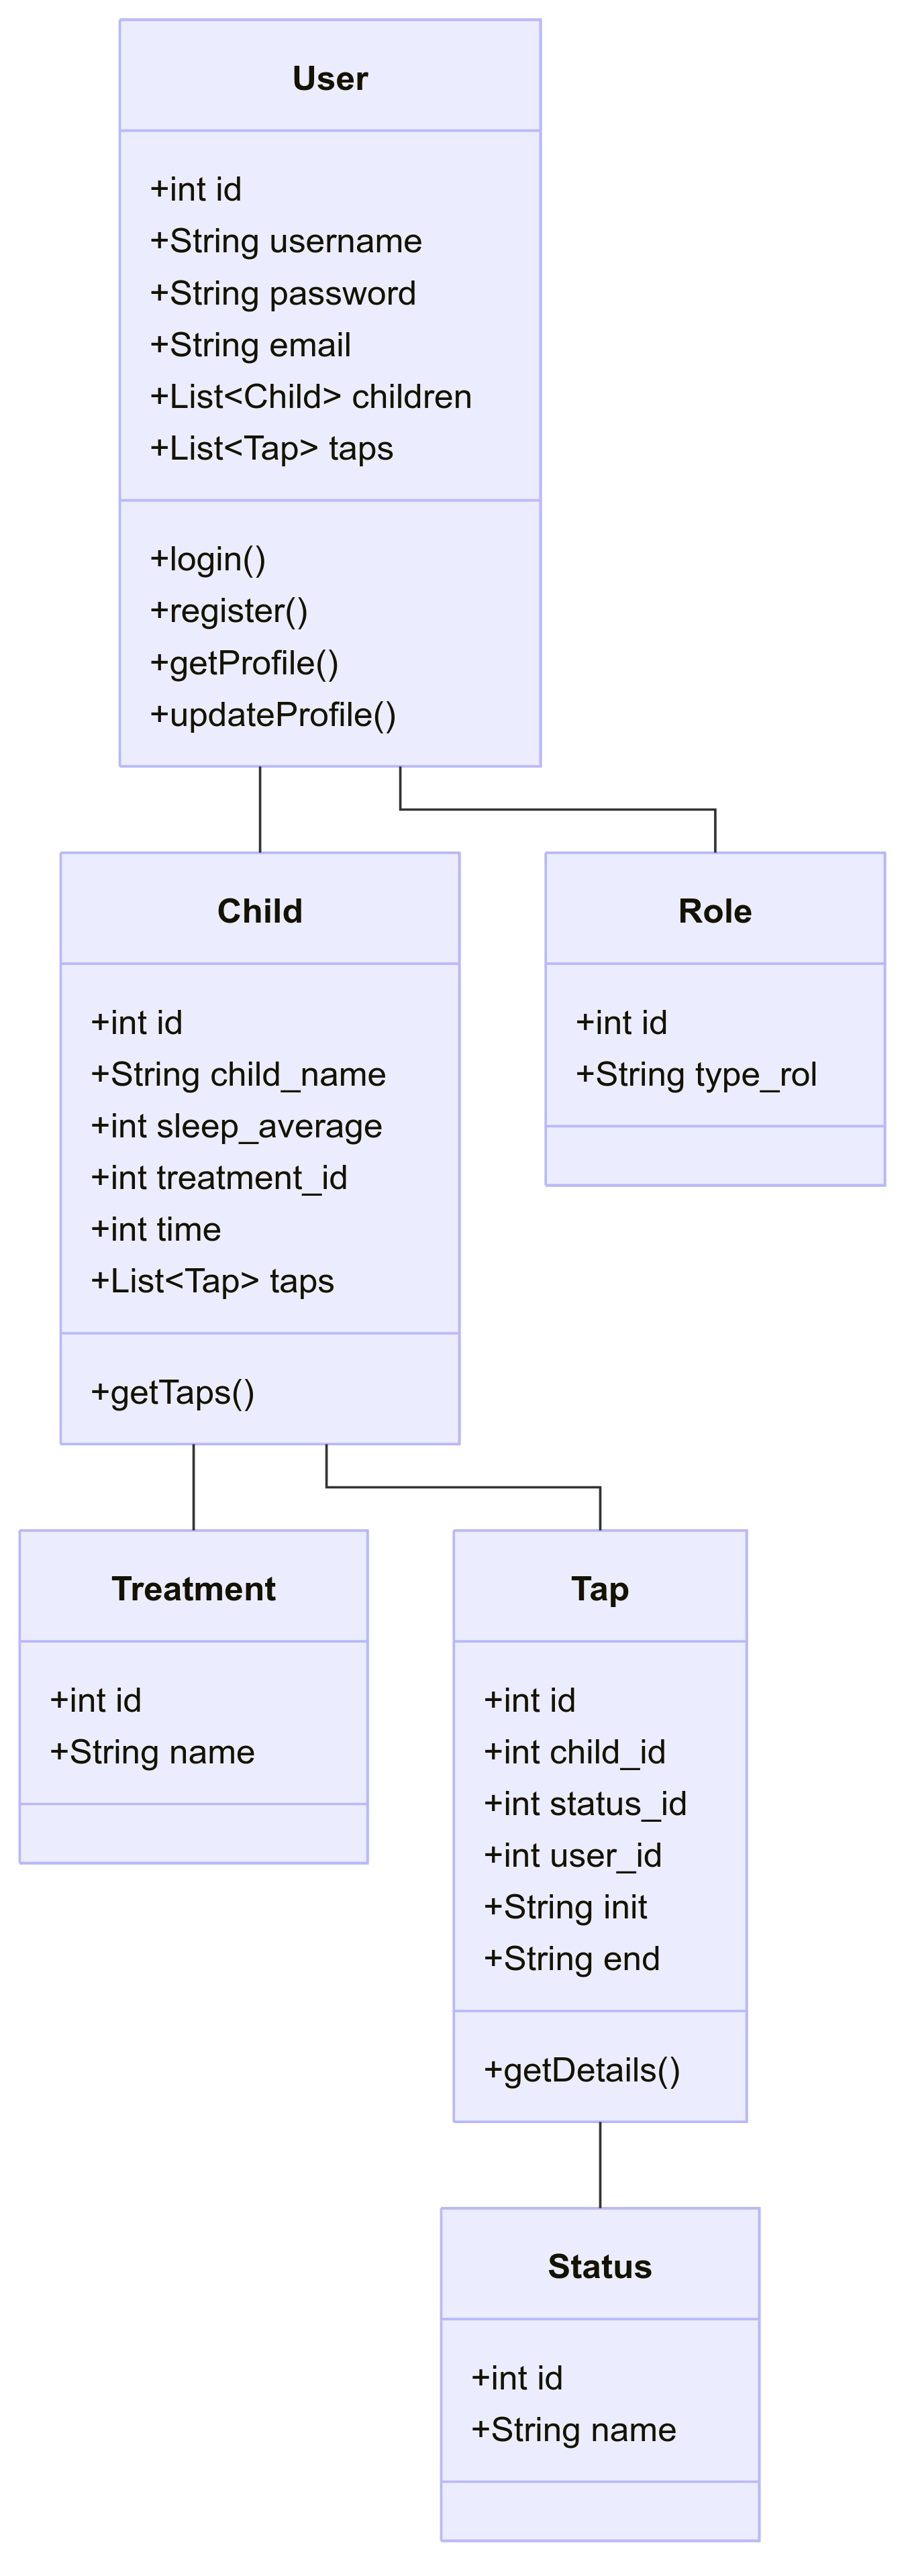 User
+int id
+String username
+String password
+String email
+List<Child> children
+List<Tap> taps
+login()
+register()
+getProfile()
+updateProfile()
Child
+int id
+String child_name
+int sleep_average
+int treatment_id
+int time
+List<Tap> taps
+getTaps()
Role
+int id
+String type_rol
Treatment
+int id
+String name
Tap
+int id
+int child_id
+int status_id
+int user_id
+String init
+String end
+getDetails()
Status
+int id
+String name